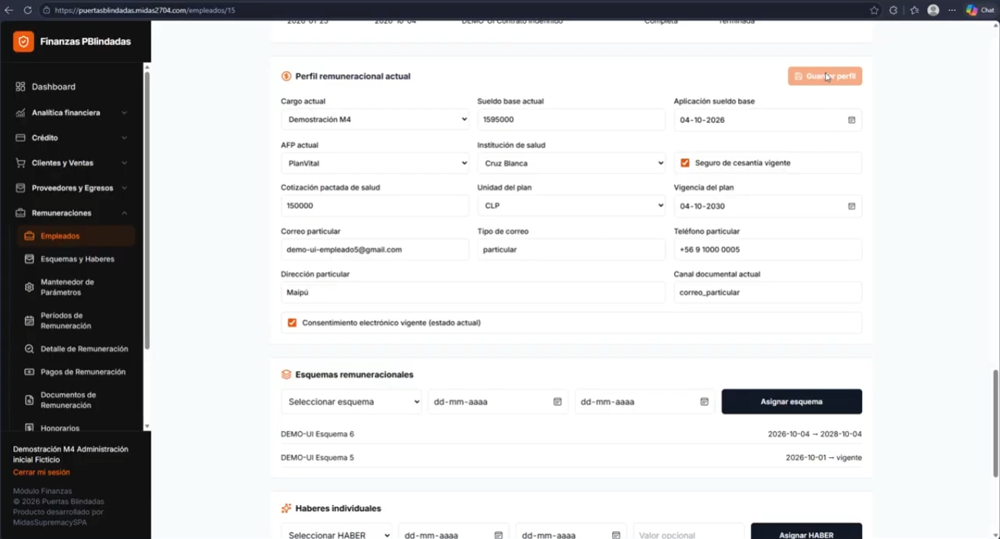 https://puertasblindadas.midas2704.com/empleados/15
Chat
Finanzas PBlindadas
Dashboard
Analítica financiera
Crédito
Clientes y Ventas
Proveedores y Egresos
Remuneraciones
Empleados
Esquemas y Haberes
Mantenedor de
Parámetros
Períodos de
Remuneración
Detalle de Remuneración
Pagos de Remuneración
Documentos de
Remuneración
Honorarios
Demostración M4 Administración
inicial Ficticio
Cerrar mi sesión
Módulo Finanzas
© 2026 Puertas Blindadas
Producto desarrollado por
MidasSupremacySPA
2026-01-25 2026-10-04 DEMO-UI Contrato indefinido Completa Terminada
Perfil remuneracional actual Guardar perfil
Cargo actual Sueldo base actual Aplicación sueldo base
Demostración M4 1595000 04-10-2026
AFP actual Institución de salud
PlanVital Cruz Blanca Seguro de cesantía vigente
Cotización pactada de salud Unidad del plan Vigencia del plan
150000 CLP 04-10-2030
Correo particular Tipo de correo Teléfono particular
demo-ui-empleado5@gmail.com particular +56 9 1000 0005
Dirección particular Canal documental actual
Maipú correo_particular
Consentimiento electrónico vigente (estado actual)
Esquemas remuneracionales
Seleccionar esquema dd-mm-aaaa dd-mm-aaaa Asignar esquema
DEMO-UI Esquema 6 2026-10-04 → 2028-10-04
DEMO-UI Esquema 5 2026-10-01 → vigente
Haberes individuales
Seleccionar HABER dd-mm-aaaa dd-mm-aaaa Valor opcional Asignar HABER